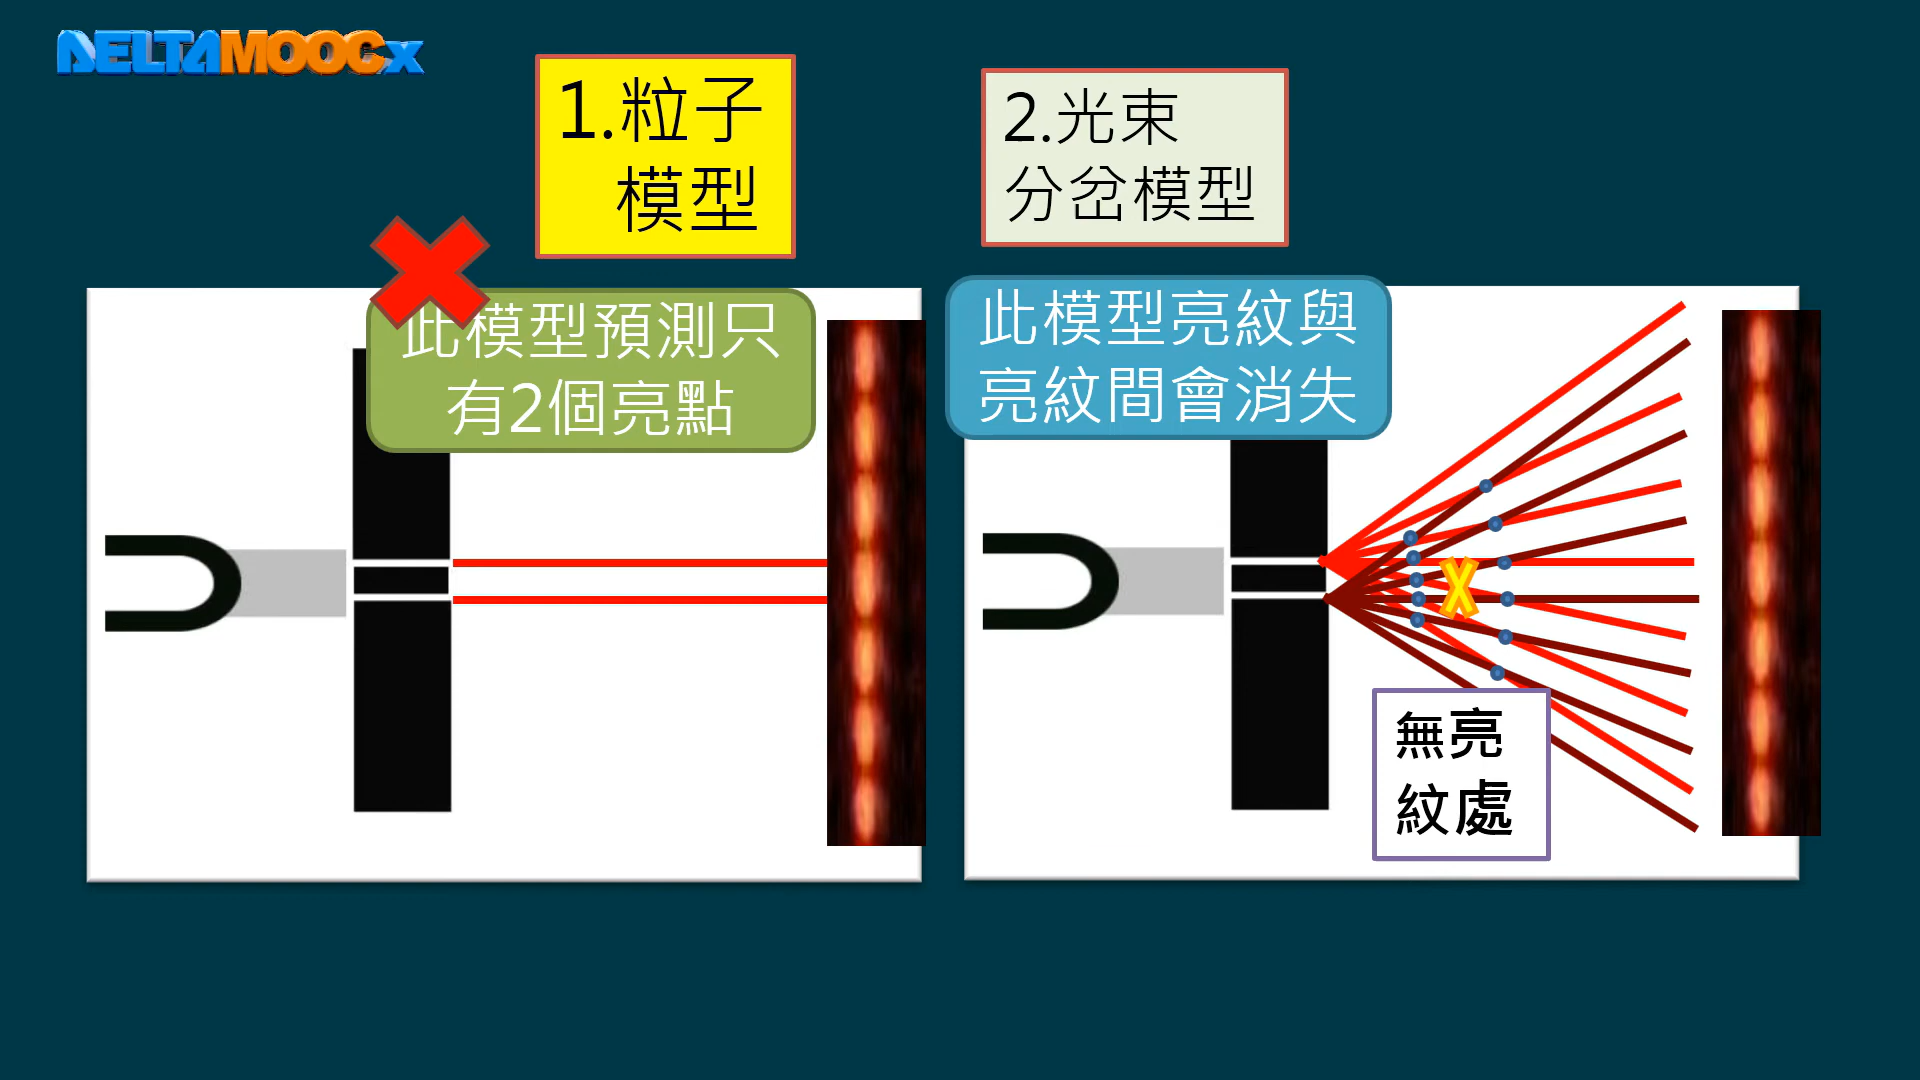 DELTAMOOCx
1.粒子
模型
2.光束
分岔模型
此模型預測只
有2個亮點
此模型亮紋與
亮紋間會消失
無亮
紋處